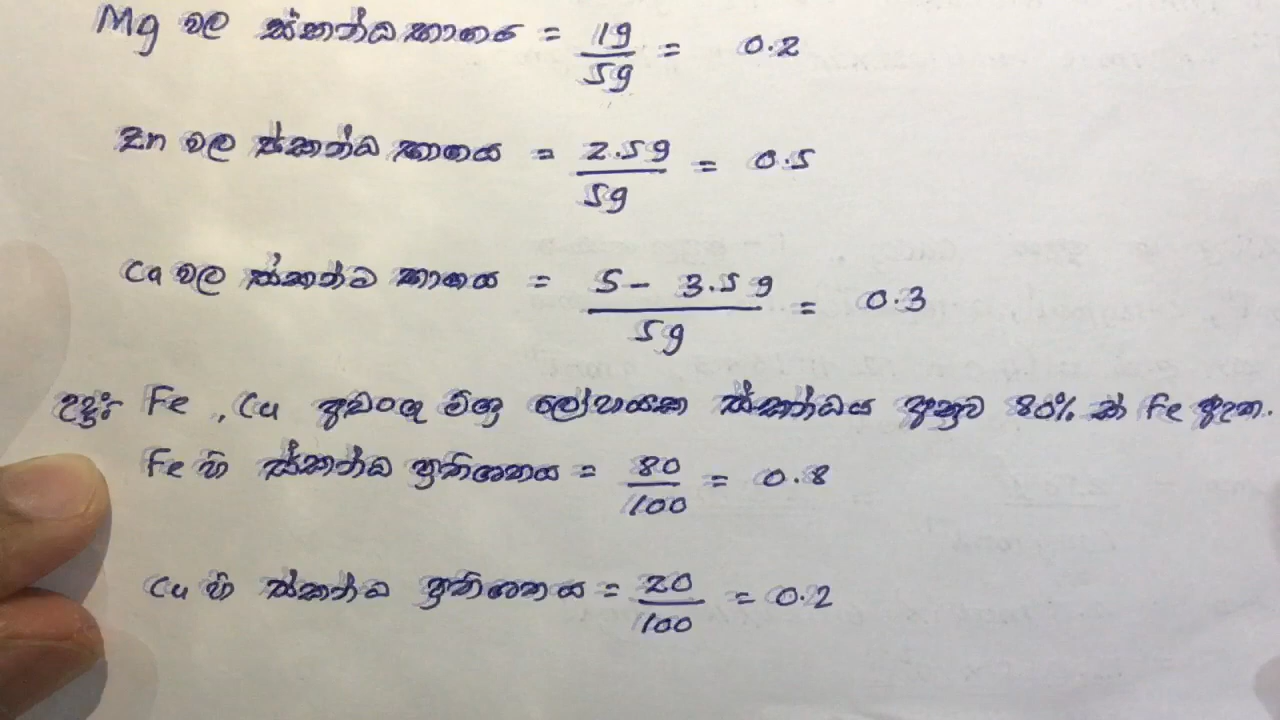 Mg වල ස්කන්ධ භාගය = 1g / 5g = 0.2
Zn වල ස්කන්ධ භාගය = 2.5g / 5g = 0.5
Ca වල ස්කන්ධ භාගය = 5 - 3.5g / 5g = 0.3
උදා: Fe , Cu අඩංගු මිශ්‍ර ලෝහයක ස්කන්ධය අනුව 80% ක් Fe ඇත.
Fe හි ස්කන්ධ ප්‍රතිශතය = 80 / 100 = 0.8
Cu හි ස්කන්ධ ප්‍රතිශතය = 20 / 100 = 0.2